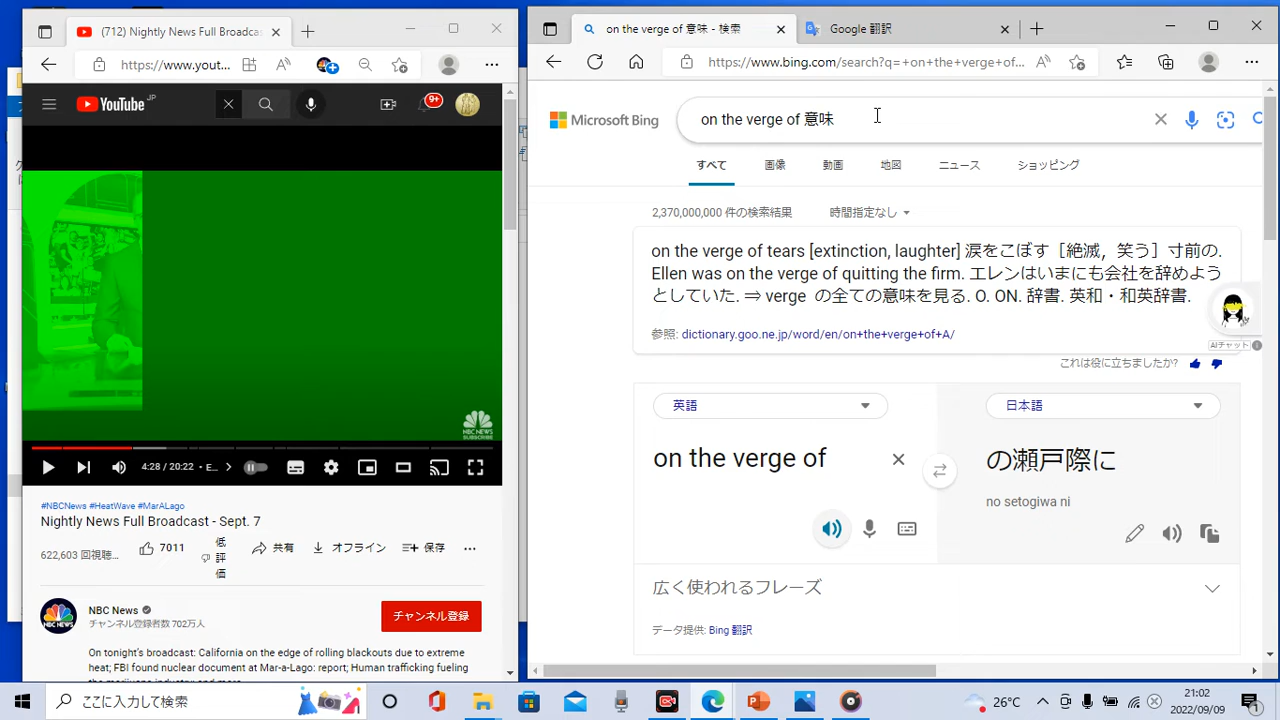 (712) Nightly News Full Broadca
https://www.yout...
YouTube JP
9+
NBC NEWS
SUBSCRIBE
4:28 / 20:22 • E...
#NBCNews #HeatWave #MarALago
Nightly News Full Broadcast - Sept. 7
622,603 回視聴...
7011
低評価
共有
オフライン
保存
NBC News
チャンネル登録者数 702万人
チャンネル登録
On tonight's broadcast: California on the edge of rolling blackouts due to extreme
heat; FBI found nuclear document at Mar-a-Lago: report; Human trafficking fueling
on the verge of 意味 - 検索
Google 翻訳
https://www.bing.com/search?q=+on+the+verge+of...
Microsoft Bing
on the verge of 意味
すべて
画像
動画
地図
ニュース
ショッピング
2,370,000,000 件の検索結果
時間指定なし
on the verge of tears [extinction, laughter] 涙をこぼす［絶滅，笑う］寸前の.
Ellen was on the verge of quitting the firm. エレンはいまにも会社を辞めよう
としていた. ⇒ verge の全ての意味を見る. O. ON. 辞書. 英和・和英辞書.
参照: dictionary.goo.ne.jp/word/en/on+the+verge+of+A/
AIチャット
これは役に立ちましたか?
英語
日本語
on the verge of
の瀬戸際に
no setogiwa ni
広く使われるフレーズ
データ提供: Bing 翻訳
ここに入力して検索
26°C
21:02
2022/09/09
1